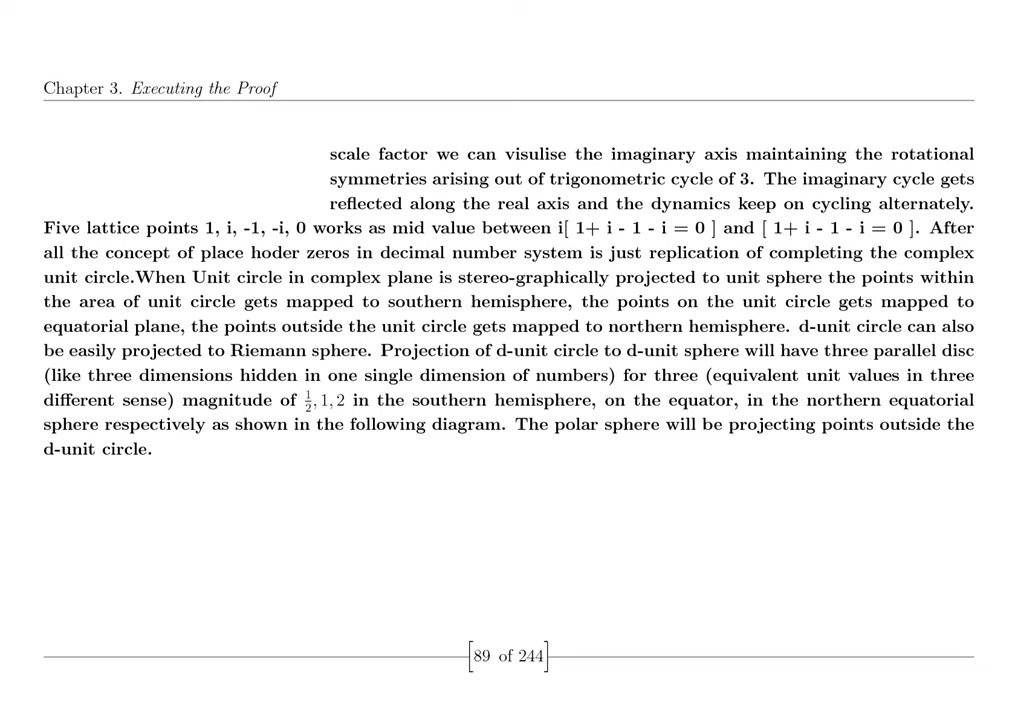 Chapter 3. Executing the Proof
scale factor we can visulise the imaginary axis maintaining the rotational
symmetries arising out of trigonometric cycle of 3. The imaginary cycle gets
reflected along the real axis and the dynamics keep on cycling alternately.
Five lattice points 1, i, -1, -i, 0 works as mid value between i[ 1+ i - 1 - i = 0 ] and [ 1+ i - 1 - i = 0 ]. After
all the concept of place hoder zeros in decimal number system is just replication of completing the complex
unit circle.When Unit circle in complex plane is stereo-graphically projected to unit sphere the points within
the area of unit circle gets mapped to southern hemisphere, the points on the unit circle gets mapped to
equatorial plane, the points outside the unit circle gets mapped to northern hemisphere. d-unit circle can also
be easily projected to Riemann sphere. Projection of d-unit circle to d-unit sphere will have three parallel disc
(like three dimensions hidden in one single dimension of numbers) for three (equivalent unit values in three
different sense) magnitude of 1/2, 1, 2 in the southern hemisphere, on the equator, in the northern equatorial
sphere respectively as shown in the following diagram. The polar sphere will be projecting points outside the
d-unit circle.
[89 of 244]